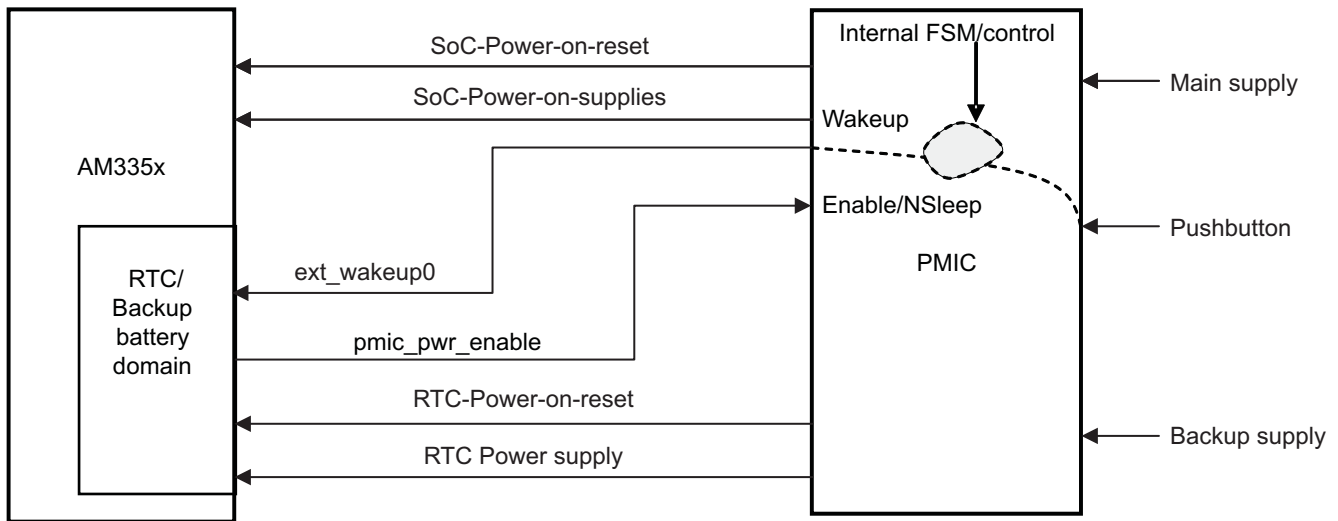 Internal FSM/control
SoC-Power-on-reset
Main supply
SoC-Power-on-supplies
Wakeup
AM335x
Enable/NSleep
Pushbutton
PMIC
ext_wakeup0
RTC/
Backup
battery
domain
pmic_pwr_enable
RTC-Power-on-reset
Backup supply
RTC Power supply